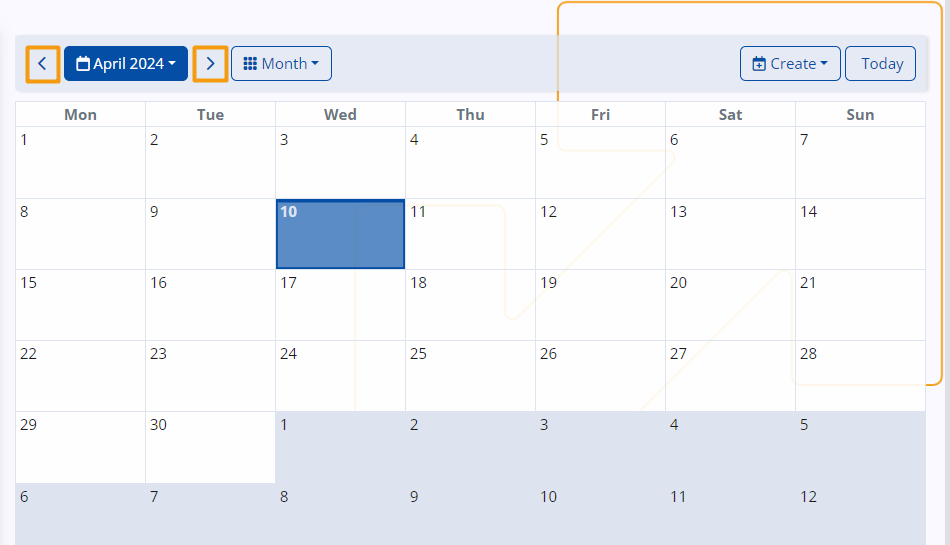 April 2024 Month Create Today
Mon Tue Wed Thu Fri Sat Sun
1 2 3 4 5 6 7
8 9 10 11 12 13 14
15 16 17 18 19 20 21
22 23 24 25 26 27 28
29 30 1 2 3 4 5
6 7 8 9 10 11 12